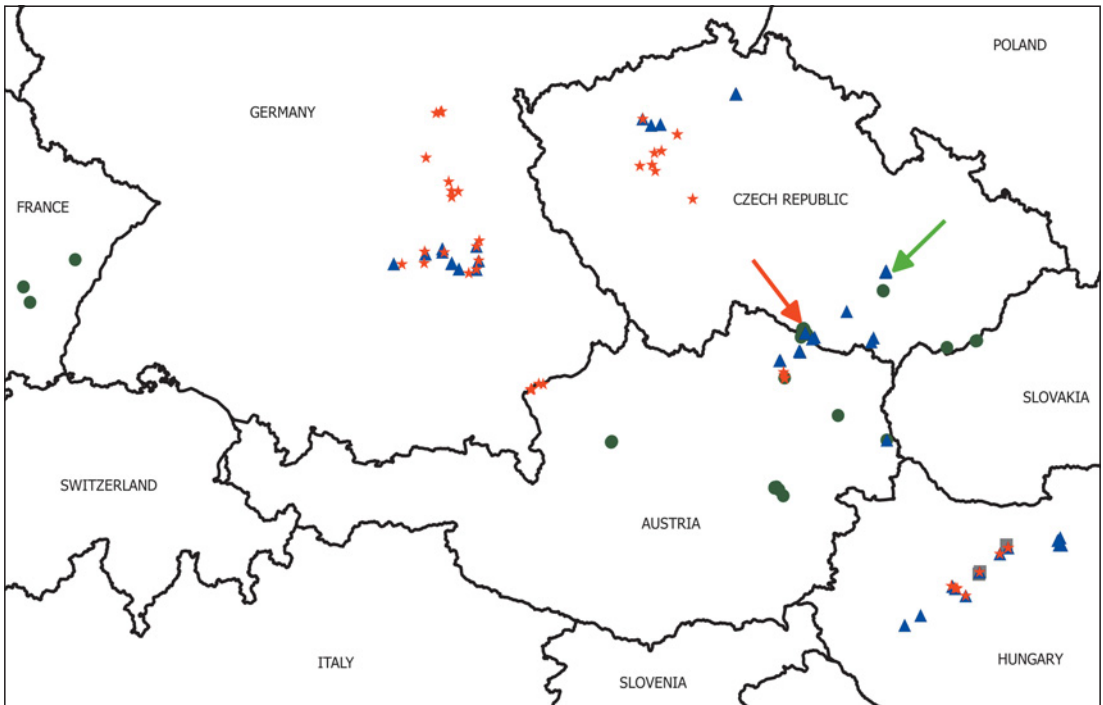 POLAND
GERMANY
CZECH REPUBLIC
FRANCE
SLOVAKIA
SWITZERLAND
AUSTRIA
ITALY
HUNGARY
SLOVENIA